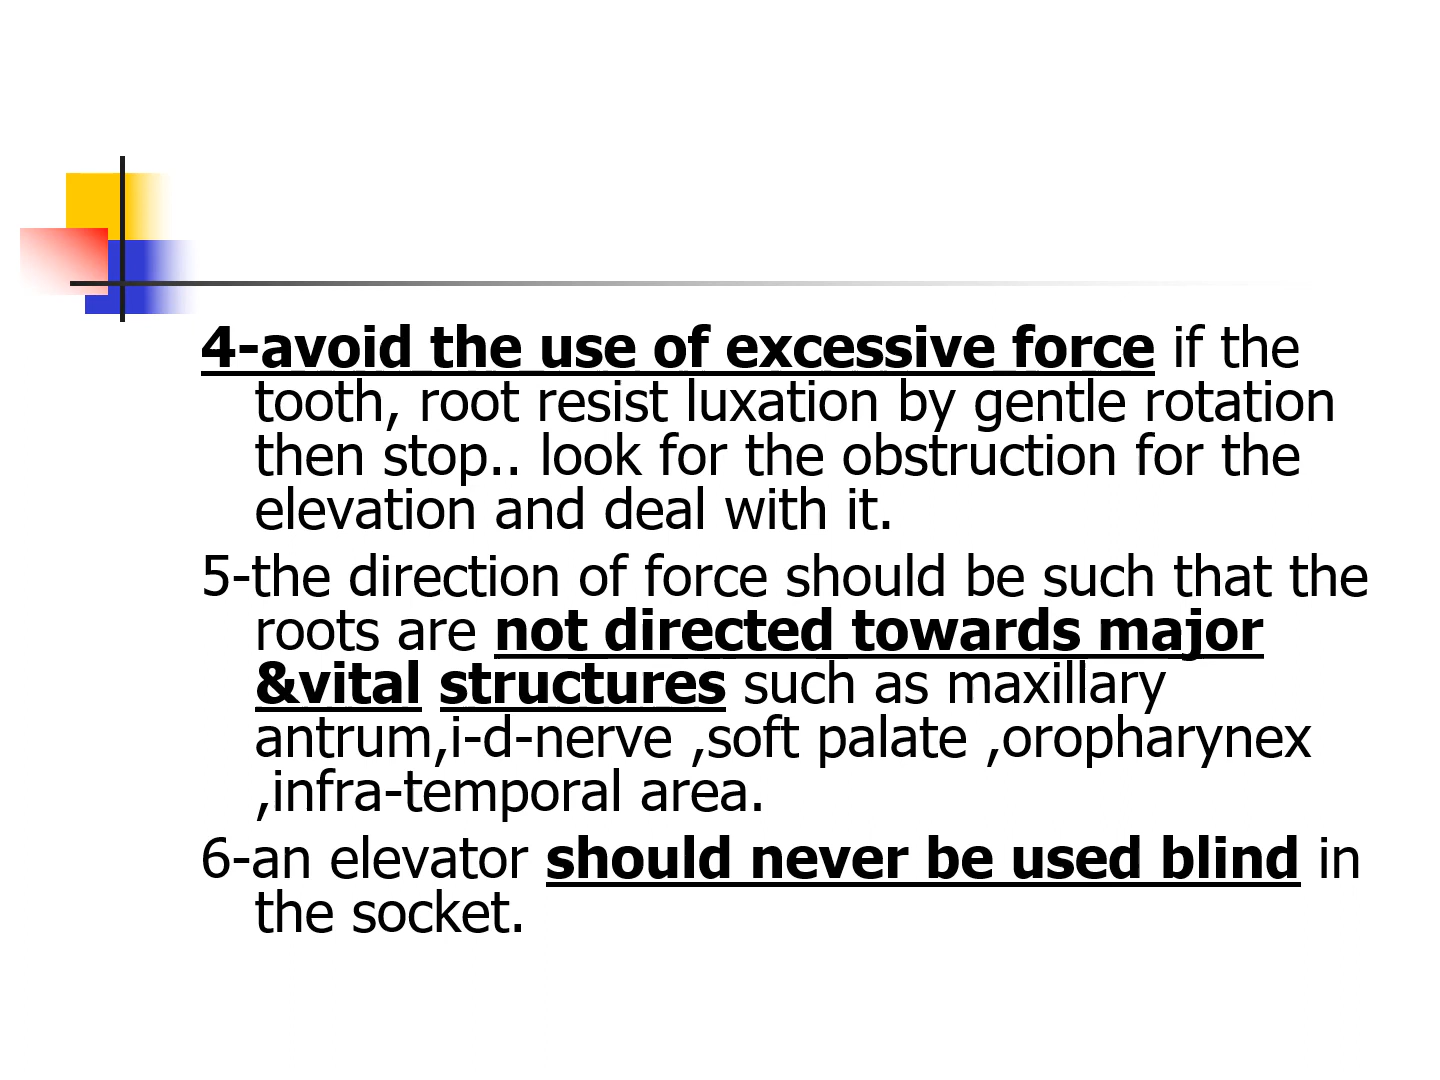 4-avoid the use of excessive force if the
tooth, root resist luxation by gentle rotation
then stop.. look for the obstruction for the
elevation and deal with it.
5-the direction of force should be such that the
roots are not directed towards major
&vital structures such as maxillary
antrum,i-d-nerve ,soft palate ,oropharynex
,infra-temporal area.
6-an elevator should never be used blind in
the socket.